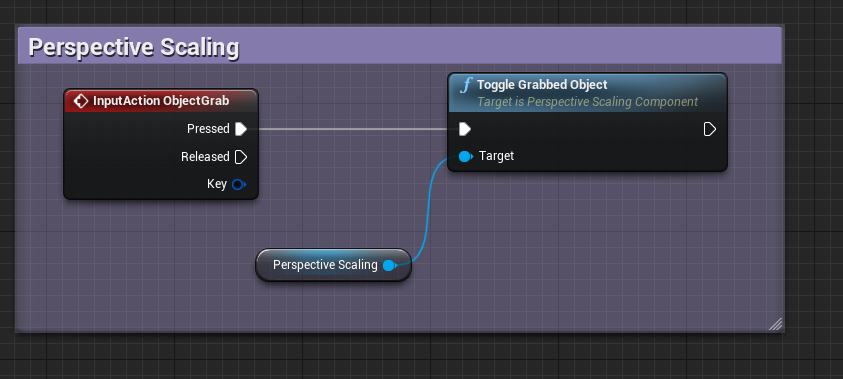 Perspective Scaling
InputAction ObjectGrab
Pressed
Released
Key
Toggle Grabbed Object
Target is Perspective Scaling Component
Target
Perspective Scaling